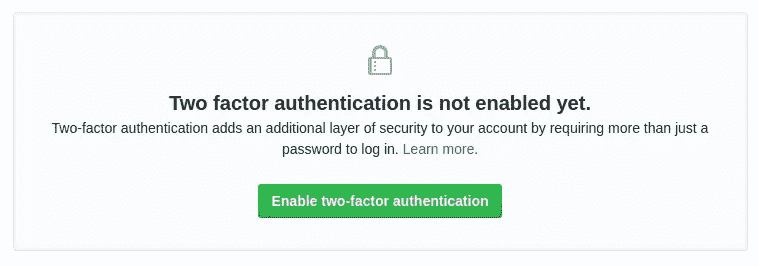 Two factor authentication is not enabled yet.
Two-factor authentication adds an additional layer of security to your account by requiring more than just a
password to log in. Learn more.
Enable two-factor authentication